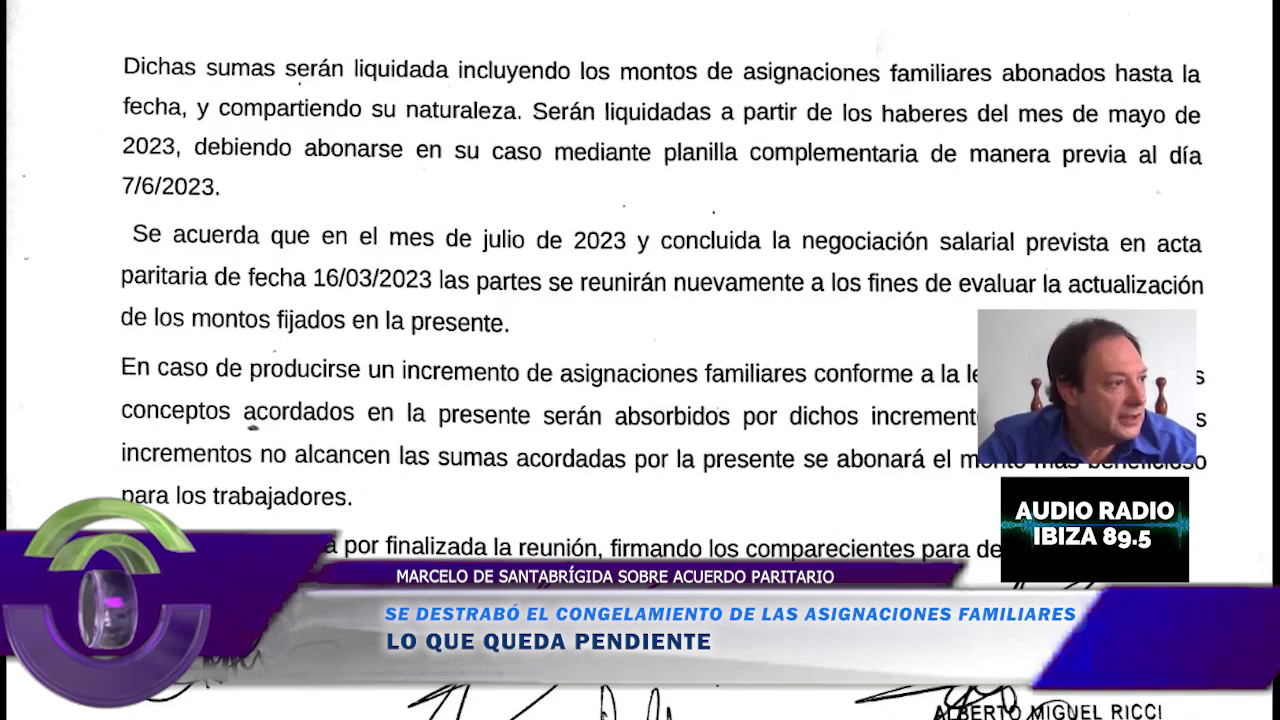 Dichas sumas serán liquidada incluyendo los montos de asignaciones familiares abonados hasta la
fecha, y compartiendo su naturaleza. Serán liquidadas a partir de los haberes del mes de mayo de
2023, debiendo abonarse en su caso mediante planilla complementaria de manera previa al día
7/6/2023.
Se acuerda que en el mes de julio de 2023 y concluida la negociación salarial prevista en acta
paritaria de fecha 16/03/2023 las partes se reunirán nuevamente a los fines de evaluar la actualización
de los montos fijados en la presente.
En caso de producirse un incremento de asignaciones familiares conforme a la
conceptos acordados en la presente serán absorbidos por dichos
incrementos no alcancen las sumas acordadas por la presente se abonará el monto más beneficioso
para los trabajadores.
por finalizada la reunión, firmando los comparecientes para
AUDIO RADIO
IBIZA 89.5
MARCELO DE SANTABRÍGIDA SOBRE ACUERDO PARITARIO
SE DESTRABÓ EL CONGELAMIENTO DE LAS ASIGNACIONES FAMILIARES
LO QUE QUEDA PENDIENTE
ALBERTO MIGUEL RICCI